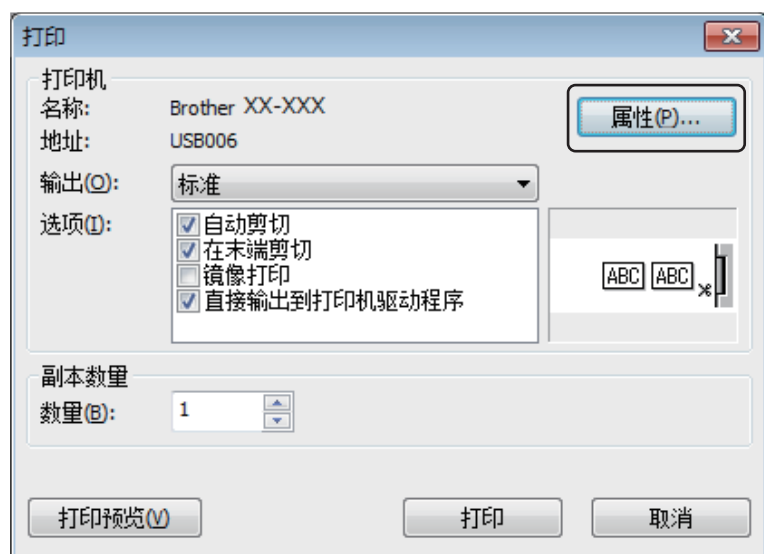 打印
打印机
名称: Brother XX-XXX
属性(P)...
地址: USB006
输出(O): 标准
选项(I): 自动剪切
在末端剪切
镜像打印
直接输出到打印机驱动程序
ABC ABC
副本数量
数量(B): 1
打印预览(V) 打印 取消